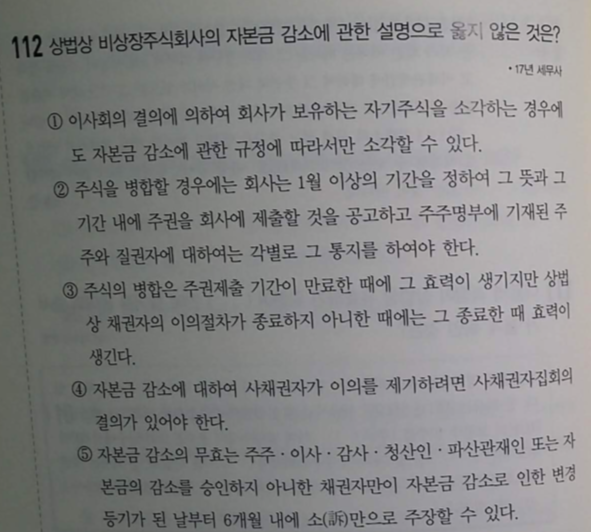 112 상법상 비상장주식회사의 자본금 감소에 관한 설명으로 옳지 않은 것은?
• 17년 세무사
① 이사회의 결의에 의하여 회사가 보유하는 자기주식을 소각하는 경우에
도 자본금 감소에 관한 규정에 따라서만 소각할 수 있다.
② 주식을 병합할 경우에는 회사는 1월 이상의 기간을 정하여 그 뜻과 그
기간 내에 주권을 회사에 제출할 것을 공고하고 주주명부에 기재된 주
주와 질권자에 대하여는 각별로 그 통지를 하여야 한다.
③ 주식의 병합은 주권제출 기간이 만료한 때에 그 효력이 생기지만 상법
상 채권자의 이의절차가 종료하지 아니한 때에는 그 종료한 때 효력이
생긴다.
④ 자본금 감소에 대하여 사채권자가 이의를 제기하려면 사채권자집회의
결의가 있어야 한다.
⑤ 자본금 감소의 무효는 주주 · 이사 · 감사 · 청산인 · 파산관재인 또는 자
본금의 감소를 승인하지 아니한 채권자만이 자본금 감소로 인한 변경
등기가 된 날부터 6개월 내에 소(訴)만으로 주장할 수 있다.